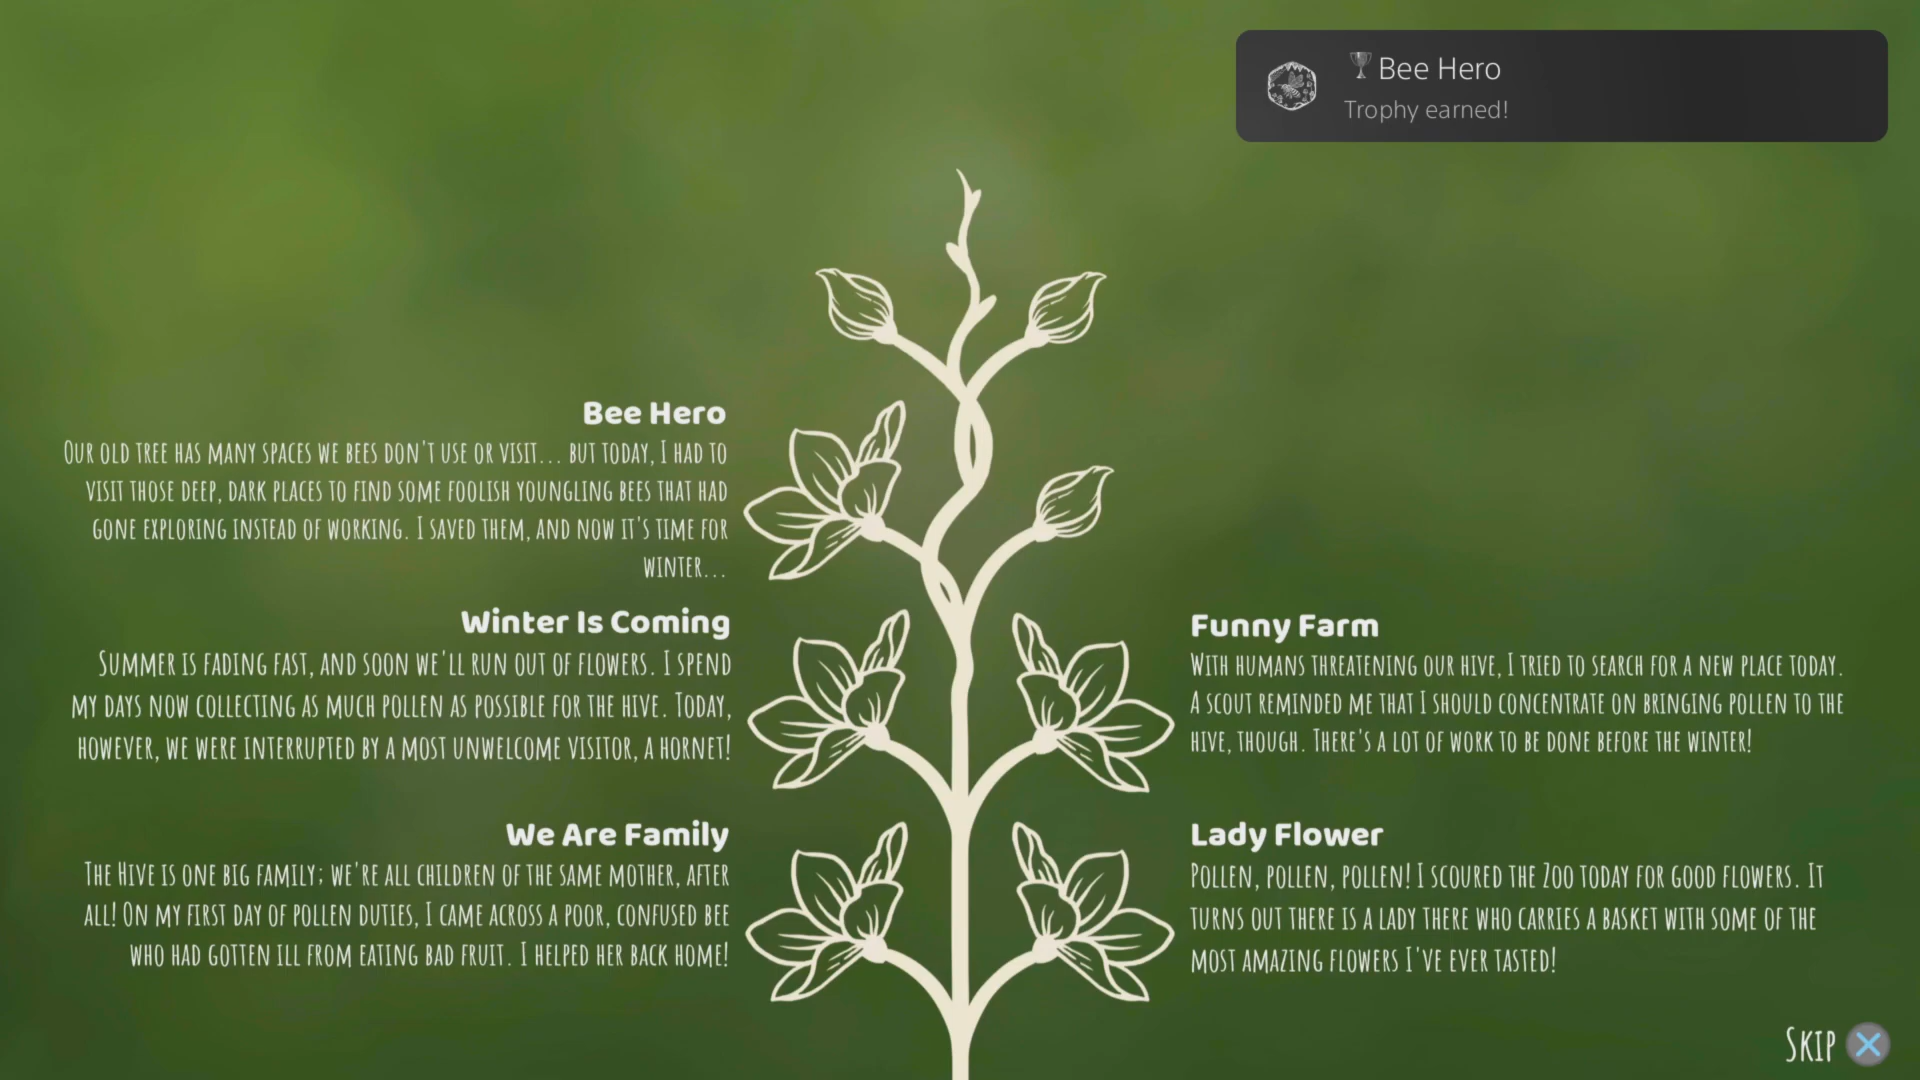 Bee Hero
Trophy earned!
Bee Hero
Our old tree has many spaces we bees don't use or visit... but today, I had to
visit those deep, dark places to find some foolish youngling bees that had
gone exploring instead of working. I saved them, and now it's time for
winter...
Winter Is Coming
Summer is fading fast, and soon we'll run out of flowers. I spend
my days now collecting as much pollen as possible for the hive. Today,
however, we were interrupted by a most unwelcome visitor, a hornet!
Funny Farm
With humans threatening our hive, I tried to search for a new place today.
A scout reminded me that I should concentrate on bringing pollen to the
hive, though. There's a lot of work to be done before the winter!
We Are Family
The Hive is one big family; we're all children of the same mother, after
all! On my first day of pollen duties, I came across a poor, confused bee
who had gotten ill from eating bad fruit. I helped her back home!
Lady Flower
Pollen, pollen, pollen! I scoured the Zoo today for good flowers. It
turns out there is a lady there who carries a basket with some of the
most amazing flowers I've ever tasted!
Skip